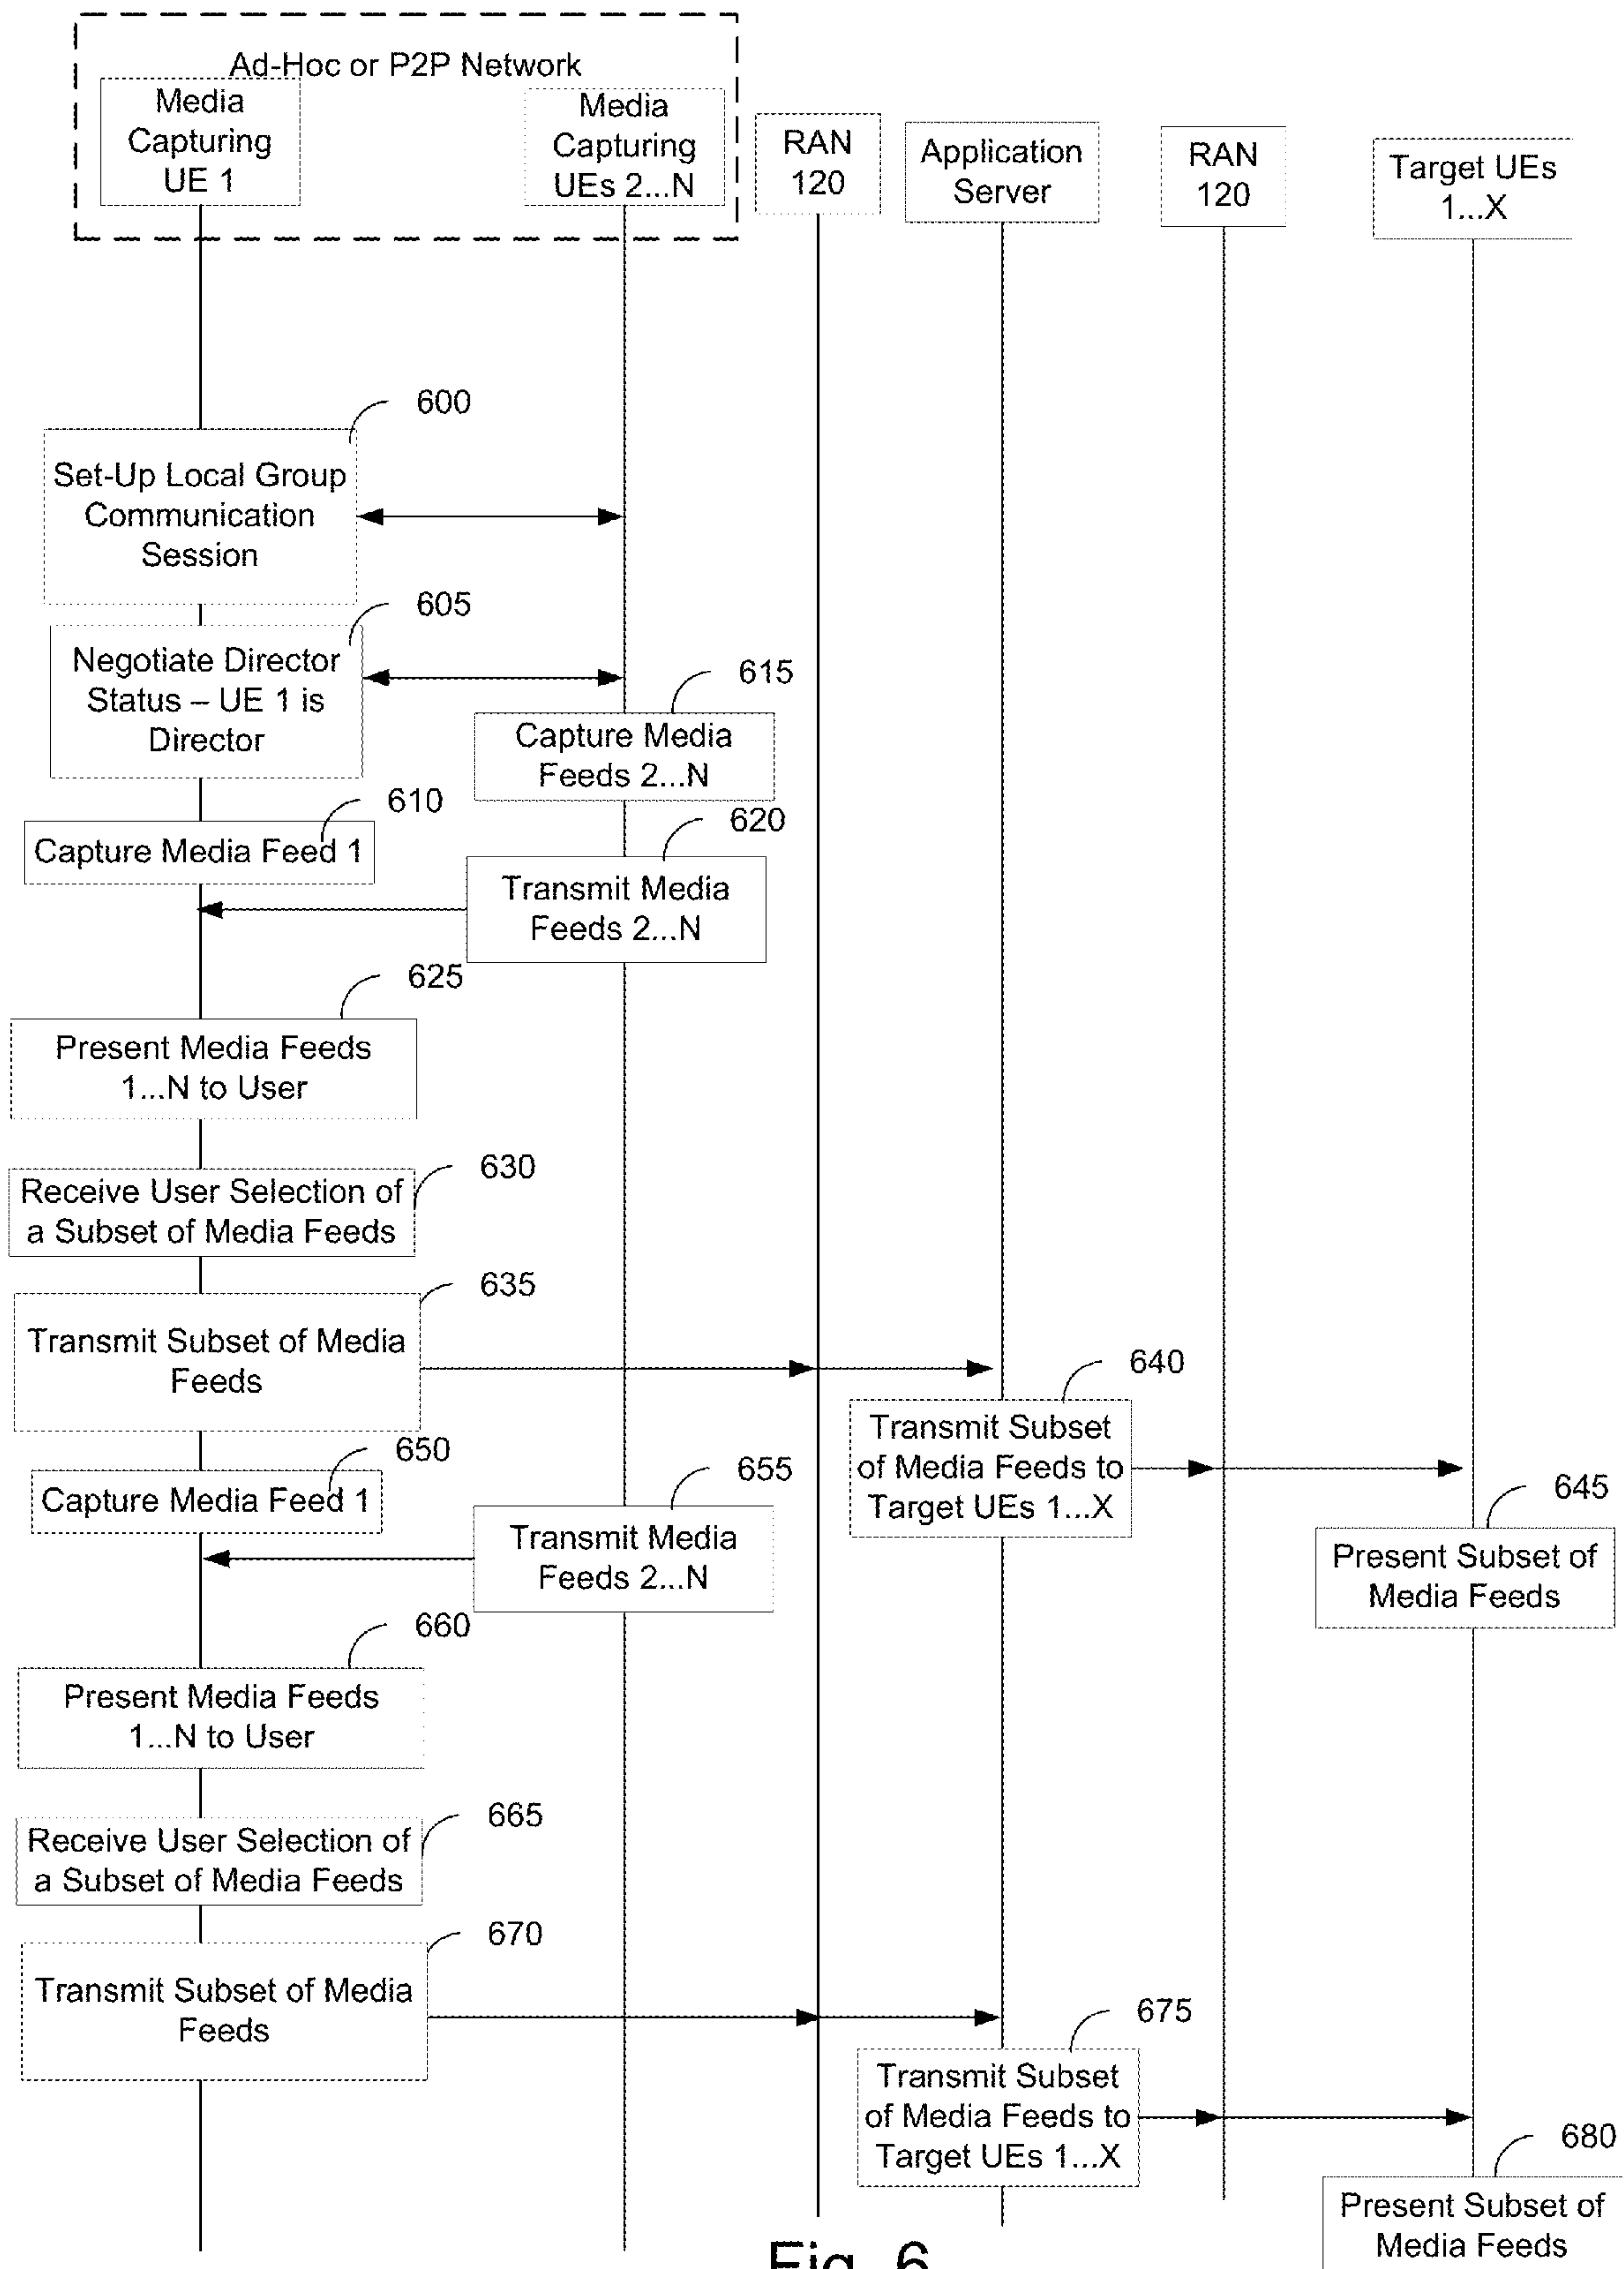 Ad-Hoc or P2P Network
Media
Capturing
UE 1
Media
Capturing
UEs 2...N
RAN
120
Application
Server
RAN
120
Target UEs
1...X
600
Set-Up Local Group
Communication
Session
605
Negotiate Director
Status – UE 1 is
Director
615
Capture Media
Feeds 2...N
610
Capture Media Feed 1
620
Transmit Media
Feeds 2...N
625
Present Media Feeds
1...N to User
630
Receive User Selection of
a Subset of Media Feeds
635
Transmit Subset of Media
Feeds
640
Transmit Subset
of Media Feeds to
Target UEs 1...X
650
Capture Media Feed 1
655
Transmit Media
Feeds 2...N
645
Present Subset of
Media Feeds
660
Present Media Feeds
1...N to User
665
Receive User Selection of
a Subset of Media Feeds
670
Transmit Subset of Media
Feeds
675
Transmit Subset
of Media Feeds to
Target UEs 1...X
680
Present Subset of
Media Feeds
Fig. 6